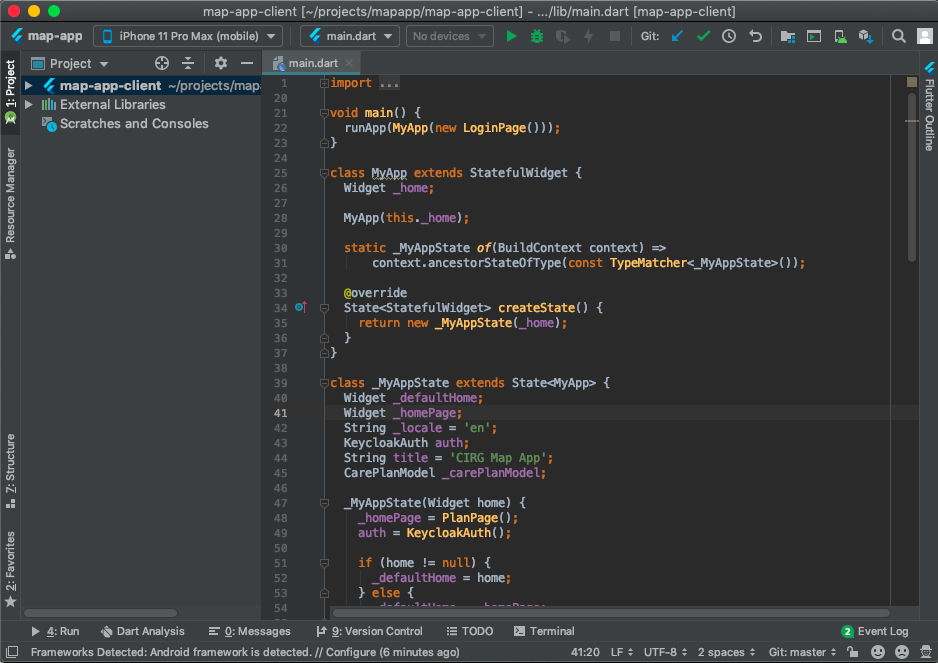 map-app-client [~/projects/mapapp/map-app-client] - .../lib/main.dart [map-app-client]
map-app
iPhone 11 Pro Max (mobile)
main.dart
No devices
Git:
Project
main.dart
map-app-client ~/projects/map
External Libraries
Scratches and Consoles
1: Project
Resource Manager
Z: Structure
2: Favorites
Flutter Outline
1 import ...
20
21 void main() {
22 runApp(MyApp(new LoginPage()));
23 }
24
25 class MyApp extends StatefulWidget {
26 Widget _home;
27
28 MyApp(this._home);
29
30 static _MyAppState of(BuildContext context) =>
31 context.ancestorStateOfType(const TypeMatcher<_MyAppState>());
32
33 @override
34 State<StatefulWidget> createState() {
35 return new _MyAppState(_home);
36 }
37 }
38
39 class _MyAppState extends State<MyApp> {
40 Widget _defaultHome;
41 Widget _homePage;
42 String _locale = 'en';
43 KeycloakAuth auth;
44 String title = 'CIRG Map App';
45 CarePlanModel _carePlanModel;
46
47 _MyAppState(Widget home) {
48 _homePage = PlanPage();
49 auth = KeycloakAuth();
50
51 if (home != null) {
52 _defaultHome = home;
53 } else {
54 _defaultHome = _homePage;
4: Run
Dart Analysis
0: Messages
9: Version Control
TODO
Terminal
2 Event Log
Frameworks Detected: Android framework is detected. // Configure (6 minutes ago)
41:20 LF UTF-8 2 spaces Git: master